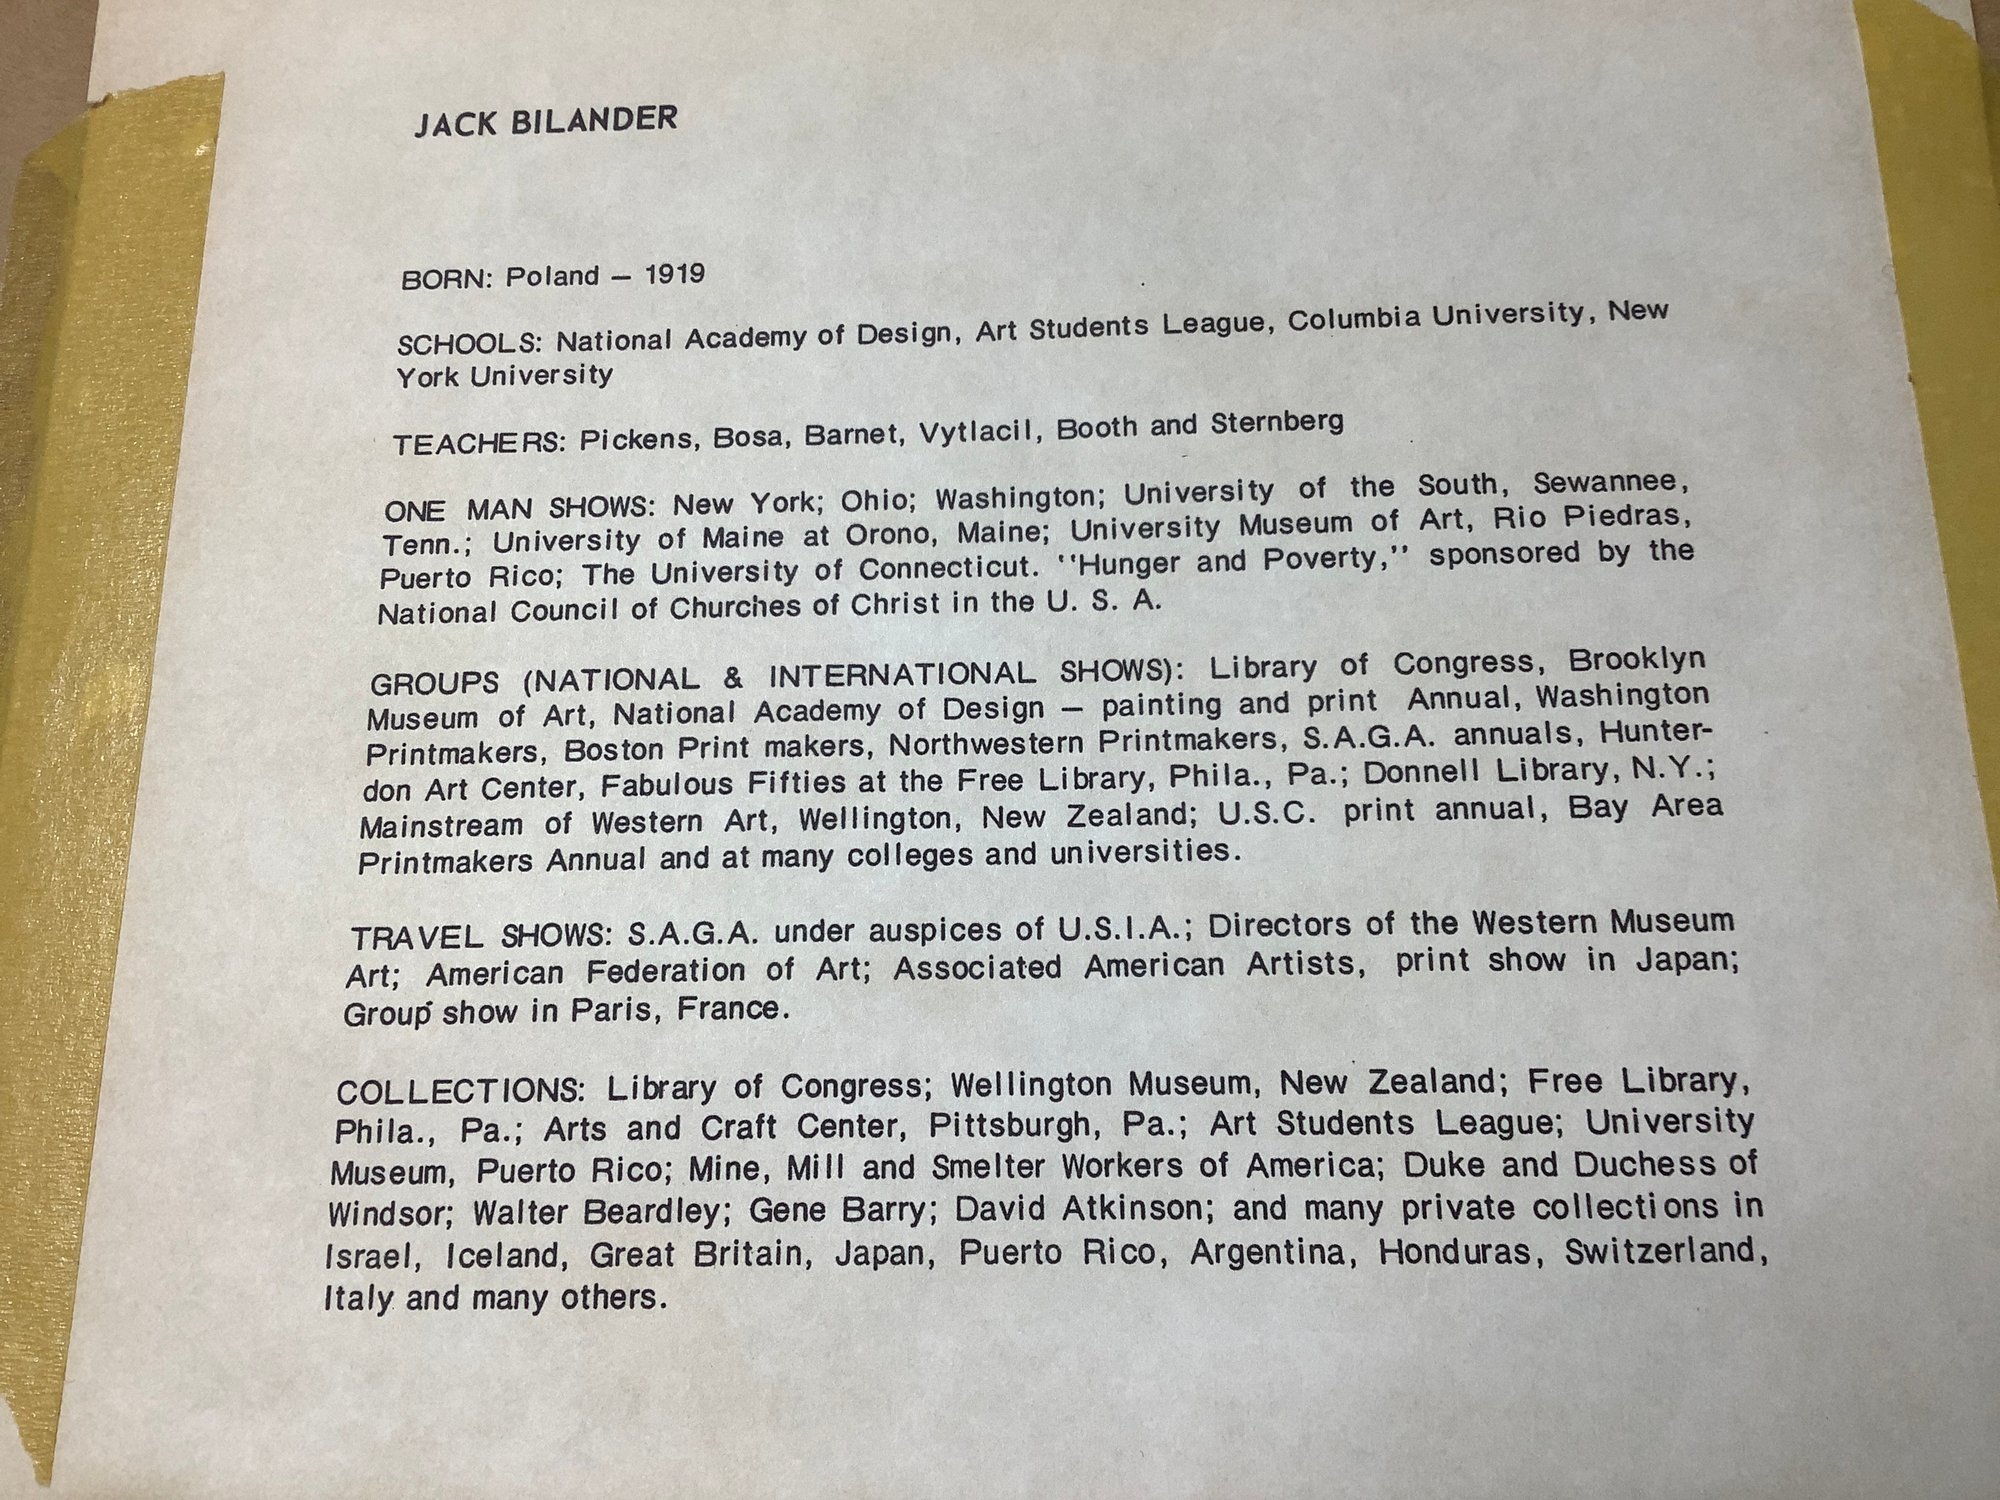 JACK BILANDER
BORN: Poland – 1919
SCHOOLS: National Academy of Design, Art Students League, Columbia University, New
York University
TEACHERS: Pickens, Bosa, Barnet, Vytlacil, Booth and Sternberg
ONE MAN SHOWS: New York; Ohio; Washington; University of the South, Sewannee,
Tenn.; University of Maine at Orono, Maine; University Museum of Art, Rio Piedras,
Puerto Rico; The University of Connecticut. ''Hunger and Poverty,'' sponsored by the
National Council of Churches of Christ in the U. S. A.
GROUPS (NATIONAL & INTERNATIONAL SHOWS): Library of Congress, Brooklyn
Museum of Art, National Academy of Design – painting and print Annual, Washington
Printmakers, Boston Print makers, Northwestern Printmakers, S.A.G.A. annuals, Hunter-
don Art Center, Fabulous Fifties at the Free Library, Phila., Pa.; Donnell Library, N.Y.;
Mainstream of Western Art, Wellington, New Zealand; U.S.C. print annual, Bay Area
Printmakers Annual and at many colleges and universities.
TRAVEL SHOWS: S.A.G.A. under auspices of U.S.I.A.; Directors of the Western Museum
Art; American Federation of Art; Associated American Artists, print show in Japan;
Group show in Paris, France.
COLLECTIONS: Library of Congress; Wellington Museum, New Zealand; Free Library,
Phila., Pa.; Arts and Craft Center, Pittsburgh, Pa.; Art Students League; University
Museum, Puerto Rico; Mine, Mill and Smelter Workers of America; Duke and Duchess of
Windsor; Walter Beardley; Gene Barry; David Atkinson; and many private collections in
Israel, Iceland, Great Britain, Japan, Puerto Rico, Argentina, Honduras, Switzerland,
Italy and many others.